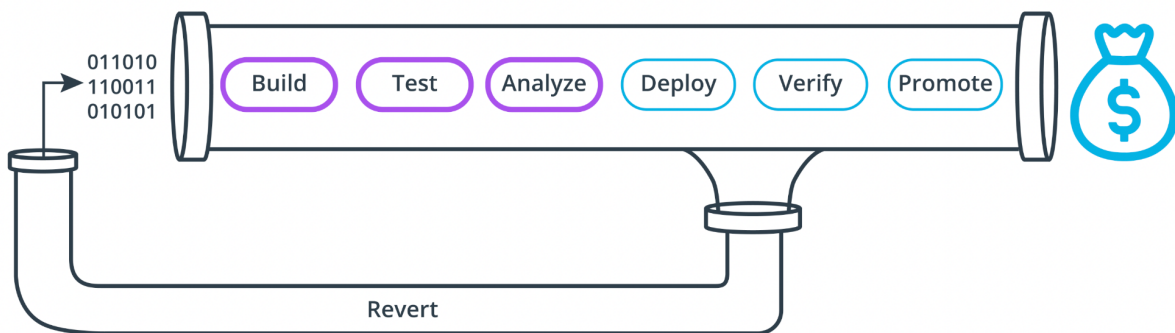 011010
110011
010101
Build
Test
Analyze
Deploy
Verify
Promote
$
Revert